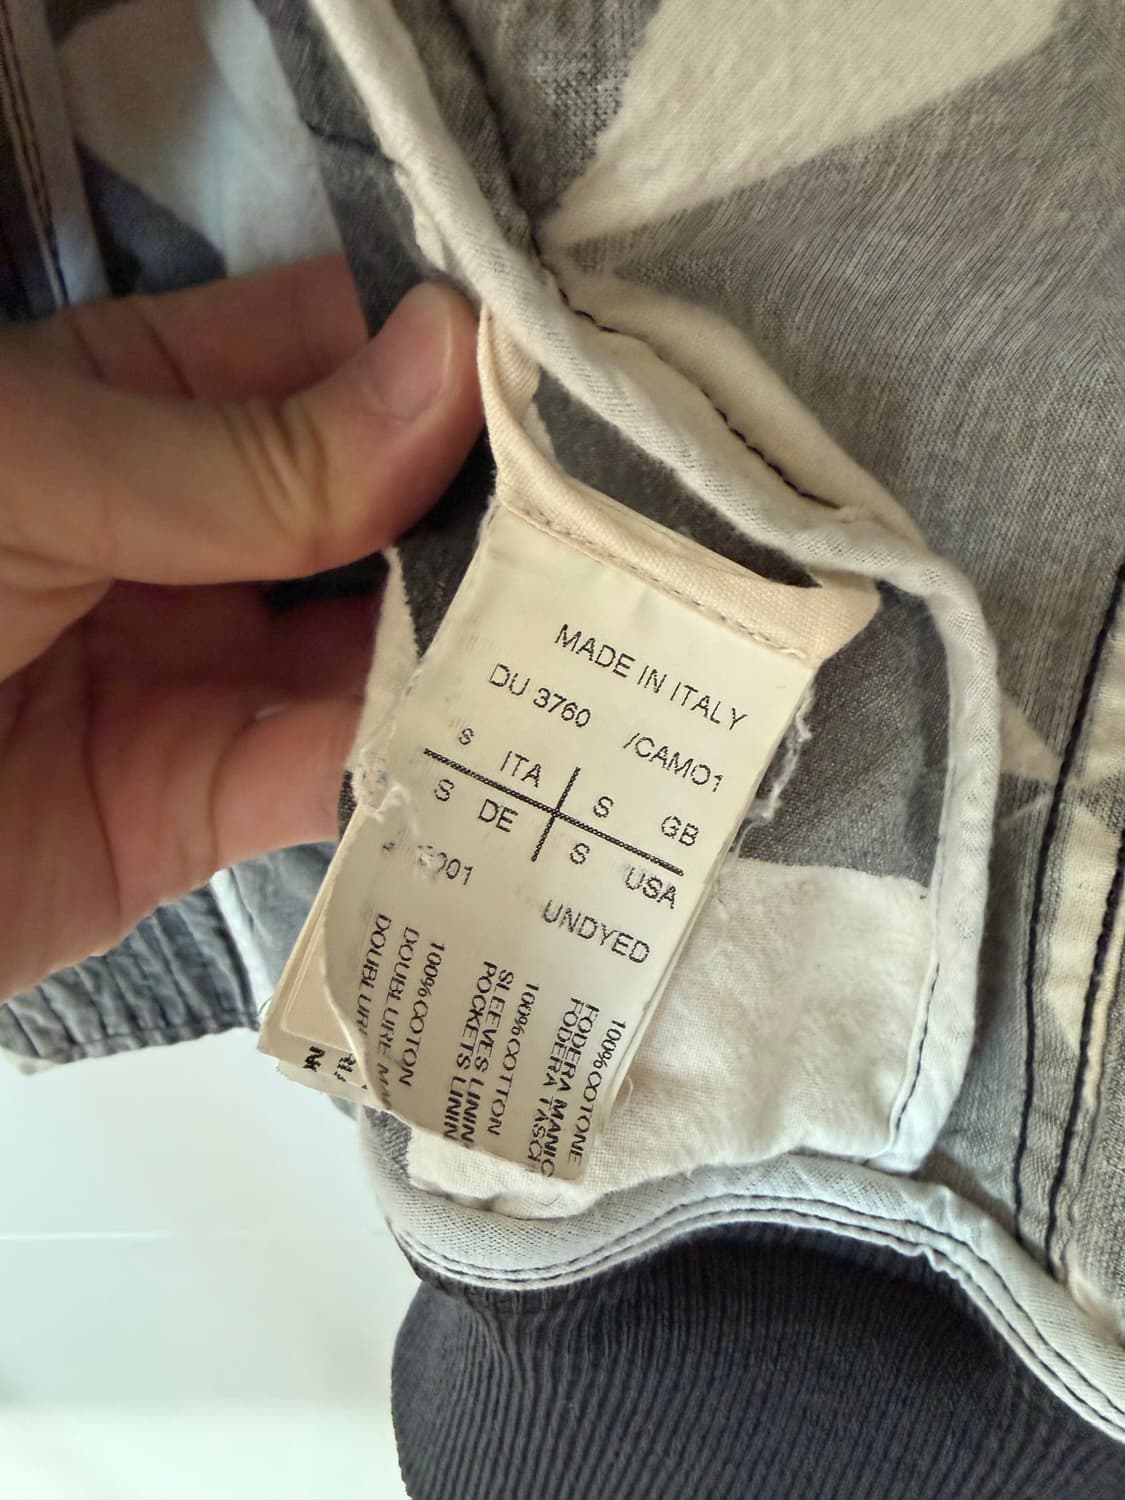 MADE IN ITALY
DU 3760 /CAMO1
S ITA S GB
S DE S USA
UNDYED
100% COTONE
FODERA MANIC
FODERA TASC
100% COTTON
SLEEVES LININ
POCKETS LININ
100% COTON
DOUBLURE
DOUBLURE